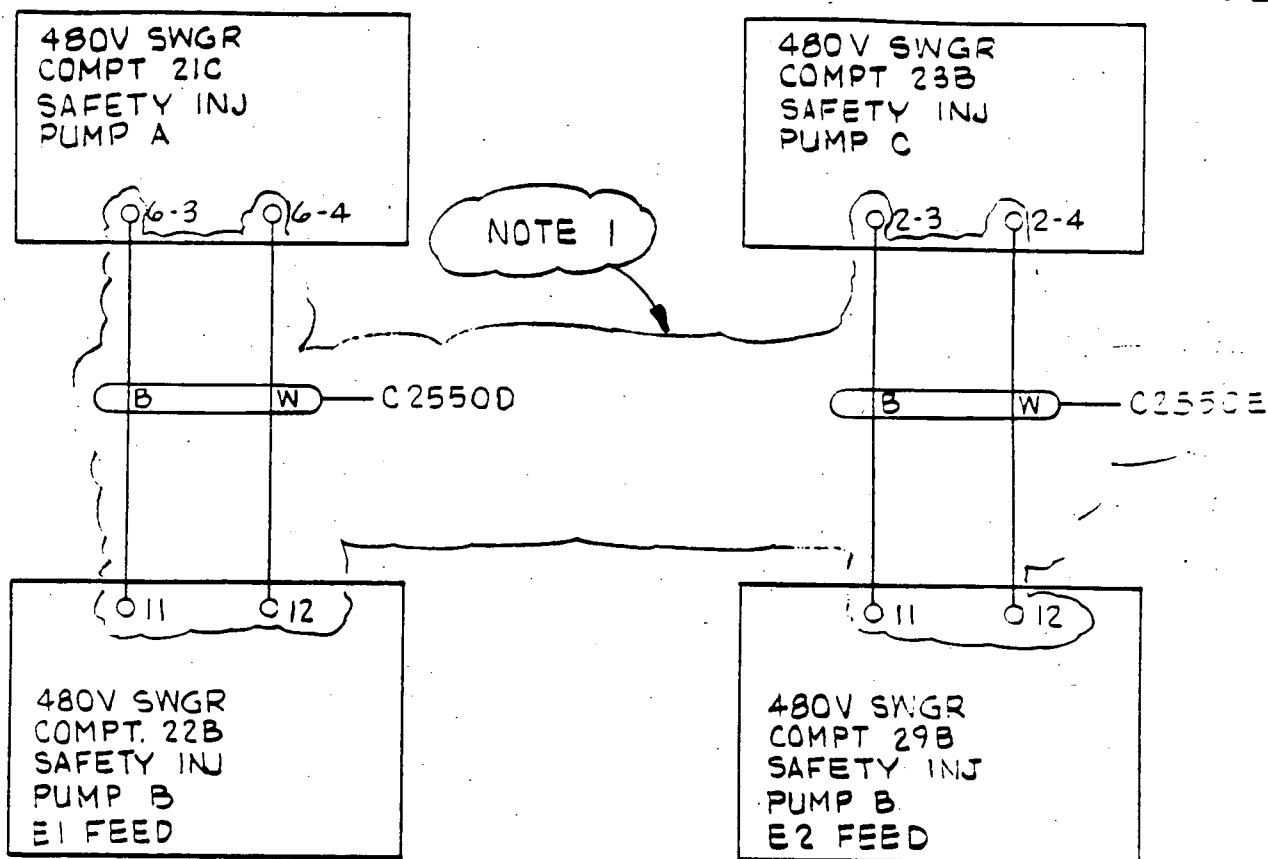 480V SWGR
COMPT 21C
SAFETY INJ
PUMP A
6-3
6-4
480V SWGR
COMPT 23B
SAFETY INJ
PUMP C
2-3
2-4
NOTE 1
B
W
C2550D
B
W
C2550E
11
12
480V SWGR
COMPT. 22B
SAFETY INJ
PUMP B
E1 FEED
11
12
480V SWGR
COMPT 29B
SAFETY INJ
PUMP B
E2 FEED